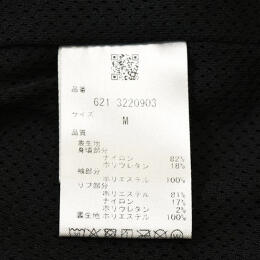 品番
621 3220903
サイズ
M
品質
表生地
身頃部分
ナイロン 82%
ポリウレタン 18%
袖部分
ポリエステル 100%
リブ部分
ポリエステル 81%
ナイロン 17%
ポリウレタン 2%
裏生地 ポリエステル 100%